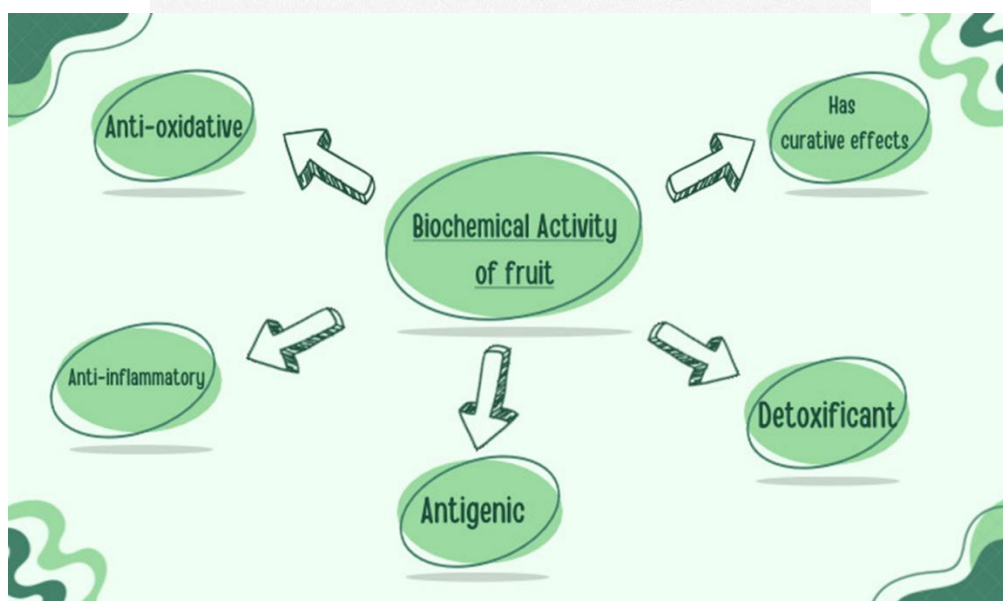 Anti-oxidative
Has
curative effects
Biochemical Activity
of fruit
Anti-inflammatory
Detoxificant
Antigenic